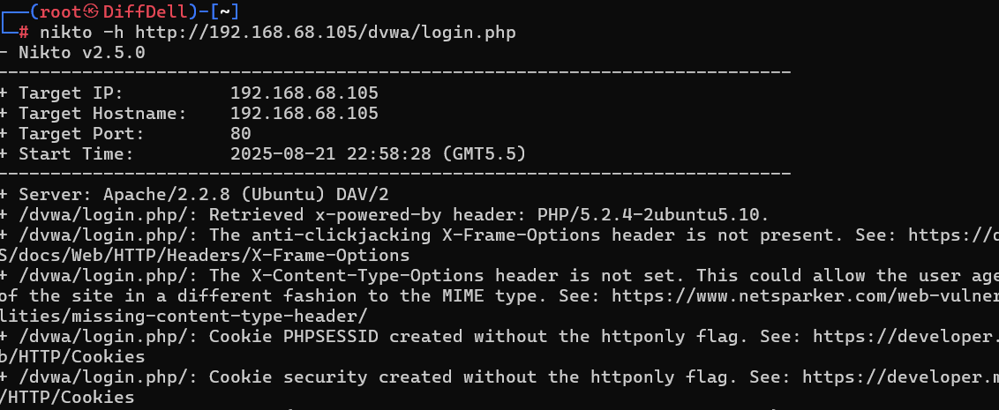 ┌──(root㉿DiffDell)-[~]
└─# nikto -h http://192.168.68.105/dvwa/login.php
- Nikto v2.5.0
---------------------------------------------------------------------------
+ Target IP:          192.168.68.105
+ Target Hostname:    192.168.68.105
+ Target Port:        80
+ Start Time:         2025-08-21 22:58:28 (GMT5.5)
---------------------------------------------------------------------------
+ Server: Apache/2.2.8 (Ubuntu) DAV/2
+ /dvwa/login.php/: Retrieved x-powered-by header: PHP/5.2.4-2ubuntu5.10.
+ /dvwa/login.php/: The anti-clickjacking X-Frame-Options header is not present. See: https://d
S/docs/Web/HTTP/Headers/X-Frame-Options
+ /dvwa/login.php/: The X-Content-Type-Options header is not set. This could allow the user age
of the site in a different fashion to the MIME type. See: https://www.netsparker.com/web-vulner
lities/missing-content-type-header/
+ /dvwa/login.php/: Cookie PHPSESSID created without the httponly flag. See: https://developer.
b/HTTP/Cookies
+ /dvwa/login.php/: Cookie security created without the httponly flag. See: https://developer.m
/HTTP/Cookies